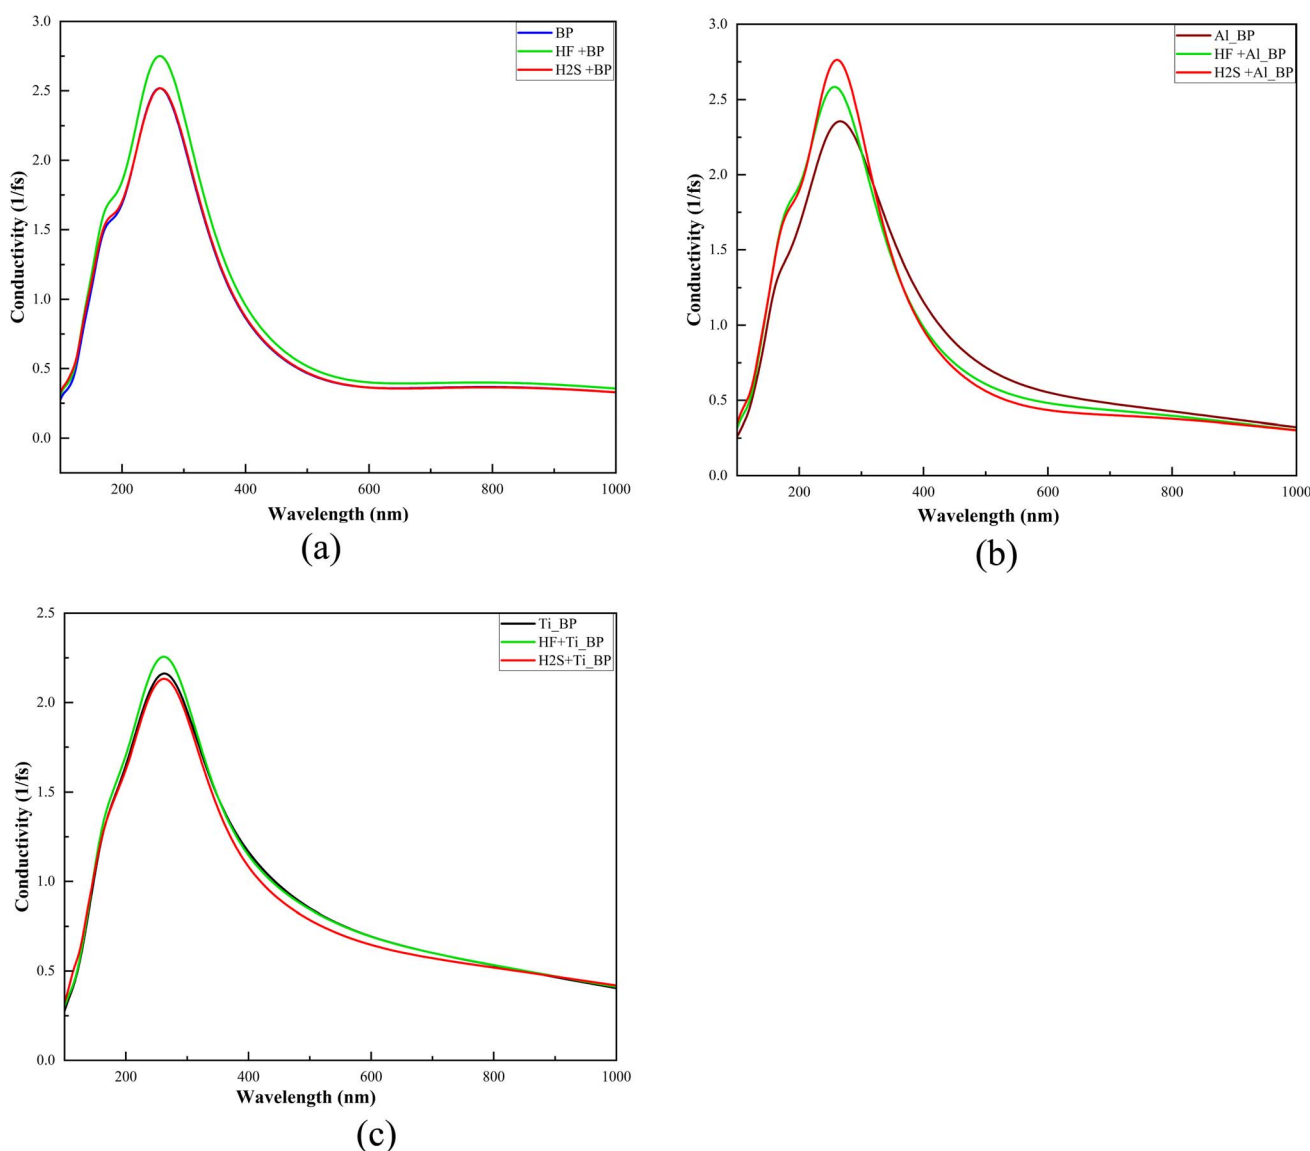 3.0
2.5
2.0
1.5
1.0
0.5
0.0
Conductivity (1/fs)
BP
HF +BP
H2S +BP
200
400
600
800
1000
Wavelength (nm)
(a)
3.0
2.5
2.0
1.5
1.0
0.5
0.0
Conductivity (1/fs)
Al_BP
HF +Al_BP
H2S +Al_BP
200
400
600
800
1000
Wavelength (nm)
(b)
2.5
2.0
1.5
1.0
0.5
0.0
Conductivity (1/fs)
Ti_BP
HF+Ti_BP
H2S+Ti_BP
200
400
600
800
1000
Wavelength (nm)
(c)